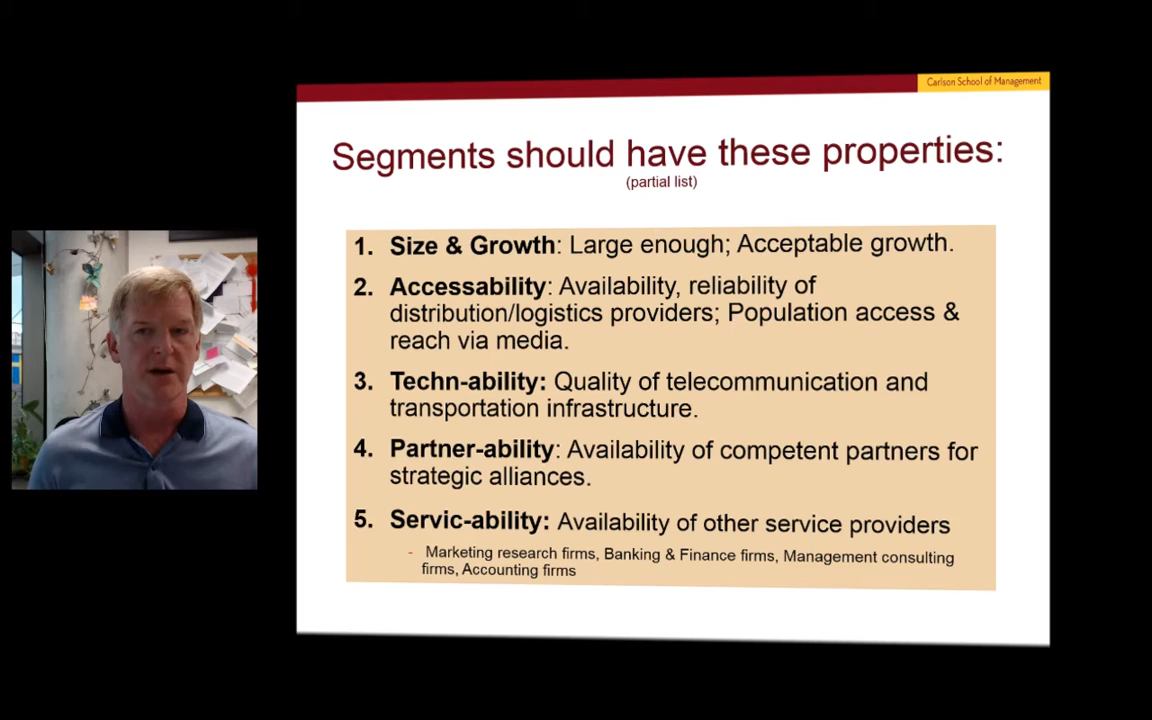 Carlson School of Management
Segments should have these properties:
(partial list)
1. Size & Growth: Large enough; Acceptable growth.
2. Accessability: Availability, reliability of
distribution/logistics providers; Population access &
reach via media.
3. Techn-ability: Quality of telecommunication and
transportation infrastructure.
4. Partner-ability: Availability of competent partners for
strategic alliances.
5. Servic-ability: Availability of other service providers
- Marketing research firms, Banking & Finance firms, Management consulting
firms, Accounting firms